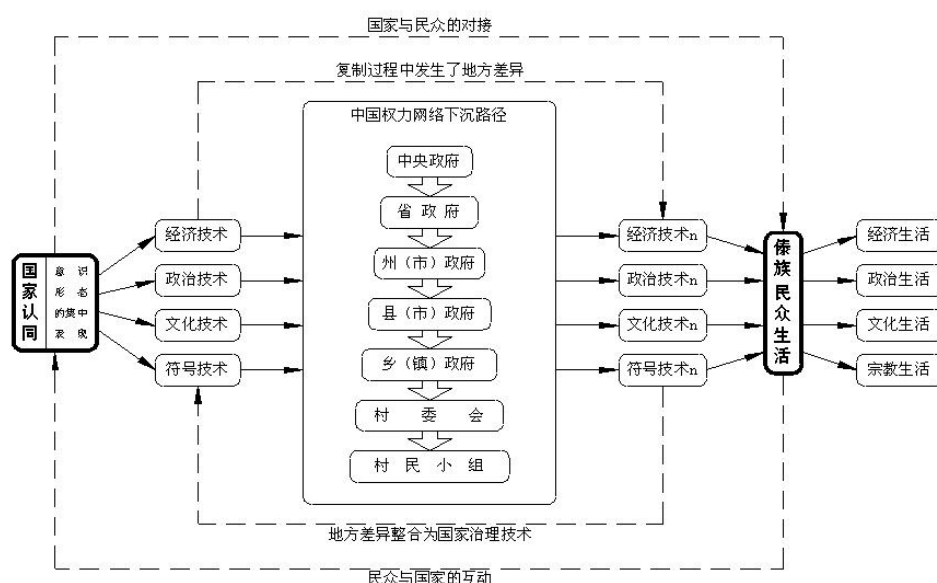 国家与民众的对接
复制过程中发生了地方差异
中国权力网络下沉路径
中央政府
省政府
州(市)政府
县(市)政府
乡(镇)政府
村委会
村民小组
国家认同
意识
形态
的集中
表现
经济技术
政治技术
文化技术
符号技术
经济技术n
政治技术n
文化技术n
符号技术n
傣族民众生活
经济生活
政治生活
文化生活
宗教生活
地方差异整合为国家治理技术
民众与国家的互动